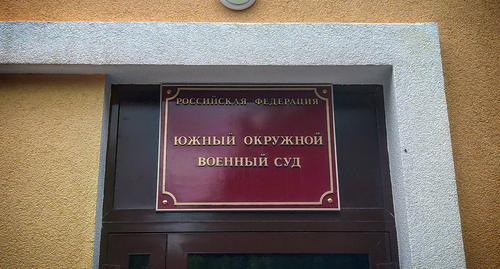 РОССИЙСКАЯ ФЕДЕРАЦИЯ
ЮЖНЫЙ ОКРУЖНОЙ
ВОЕННЫЙ СУД